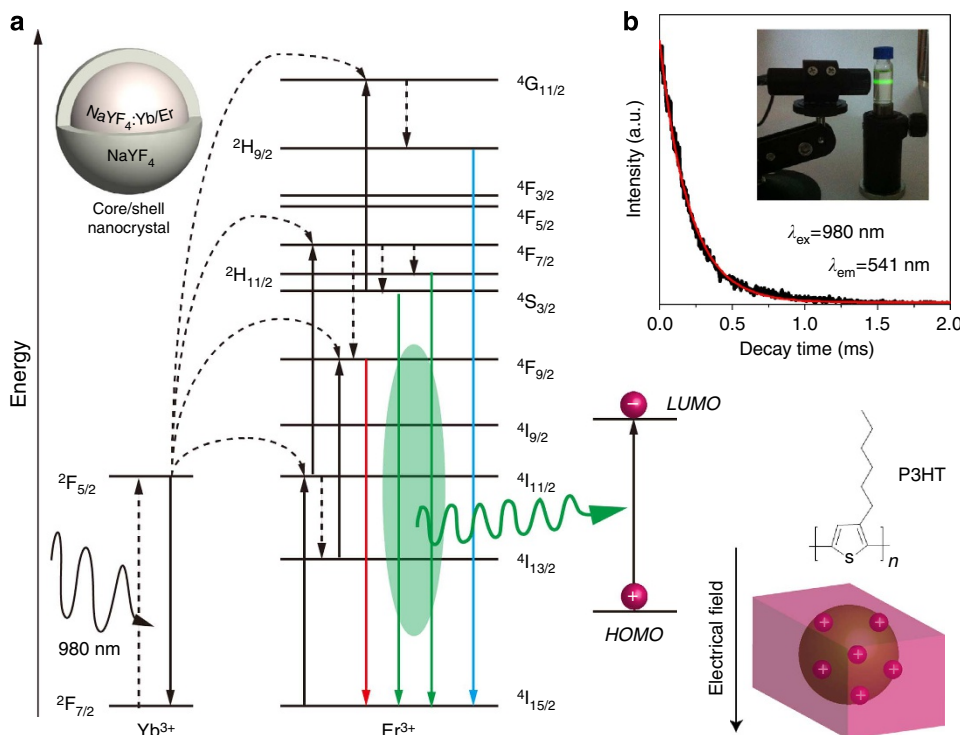 a
Energy
NaYF₄:Yb/Er
NaYF₄
Core/shell
nanocrystal
⁴G₁₁/₂
²H₉/₂
⁴F₃/₂
⁴F₅/₂
⁴F₇/₂
²H₁₁/₂
⁴S₃/₂
⁴F₉/₂
⁴I₉/₂
²F₅/₂
⁴I₁₁/₂
⁴I₁₃/₂
980 nm
²F₇/₂
⁴I₁₅/₂
Yb³⁺
Er³⁺
b
Intensity (a.u.)
λex=980 nm
λem=541 nm
0.0 0.5 1.0 1.5 2.0
Decay time (ms)
−
LUMO
+
HOMO
P3HT
S
n
Electrical field
+ +
+
+ +
+